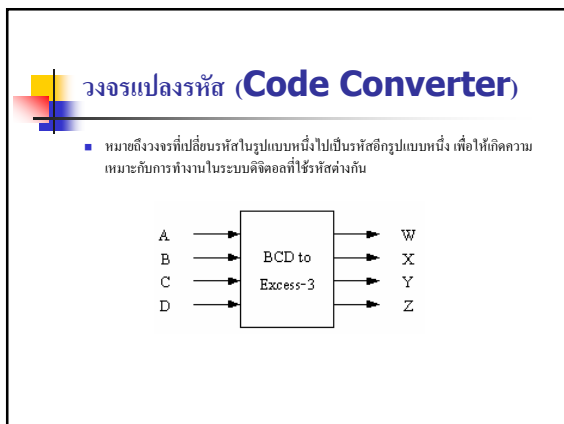 วงจรแปลงรหัส (Code Converter)
หมายถึงวงจรที่เปลี่ยนรหัสในรูปแบบหนึ่งไปเป็นรหัสอีกรูปแบบหนึ่ง เพื่อให้เกิดความ
เหมาะกับการทำงานในระบบดิจิตอลที่ใช้รหัสต่างกัน
A W
B BCD to X
C Excess-3 Y
D Z